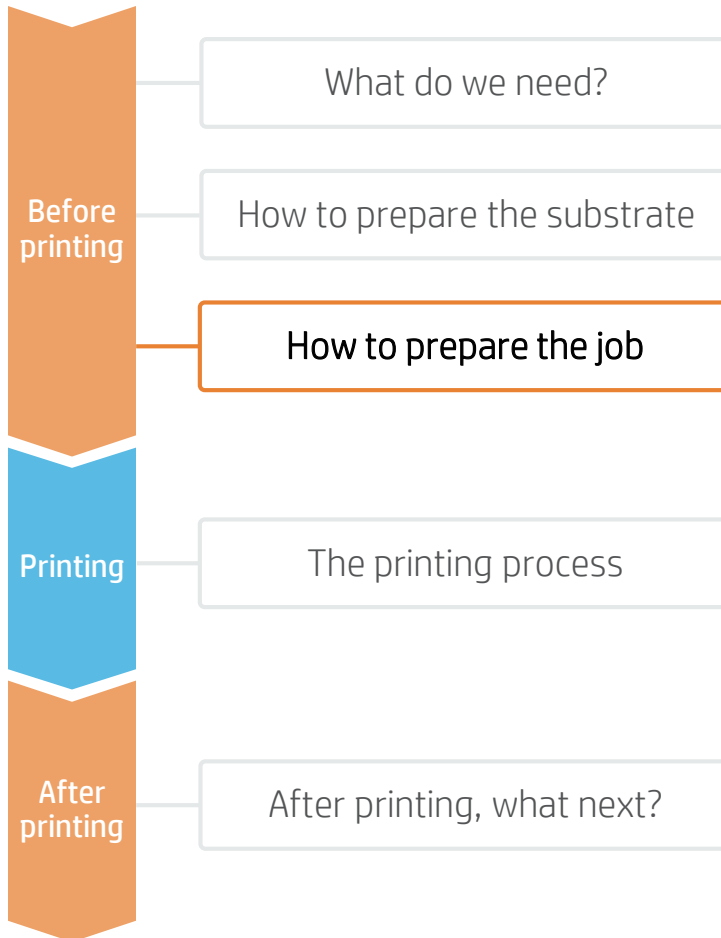 What do we need?
Before
printing
How to prepare the substrate
How to prepare the job
Printing
The printing process
After
printing
After printing, what next?